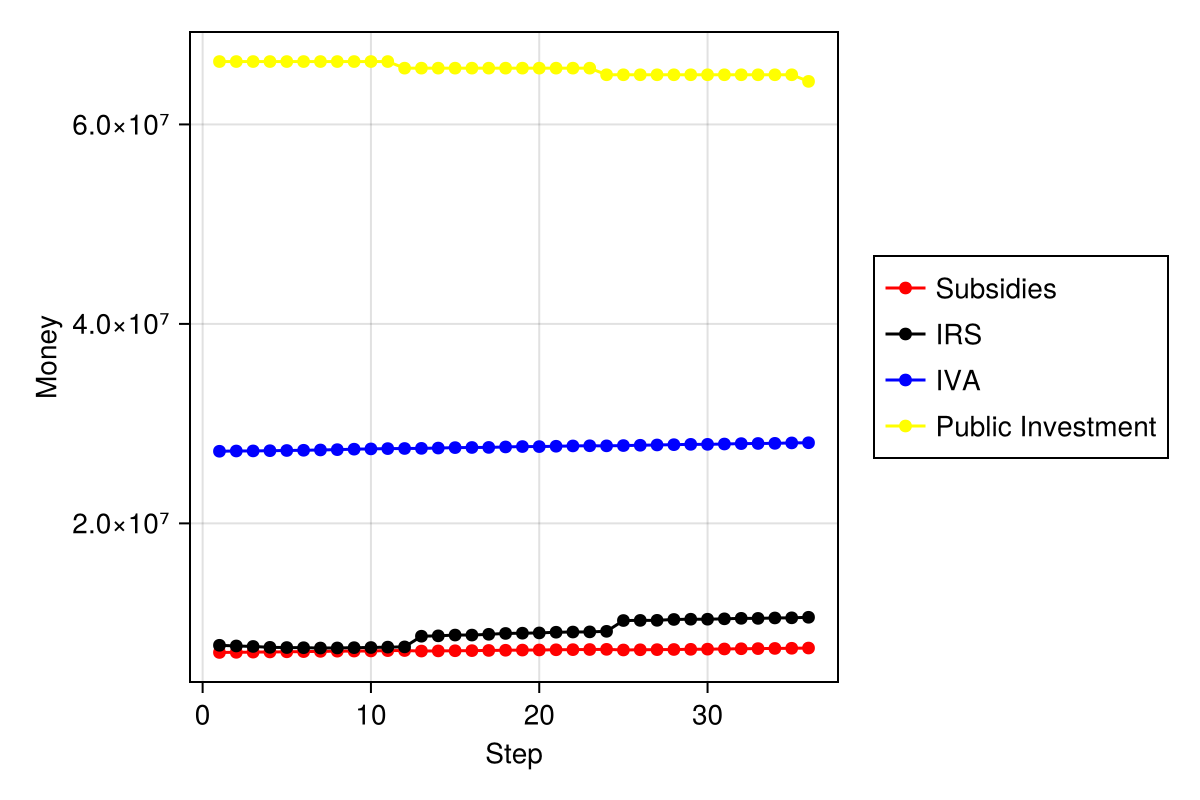 6.0×10⁷
4.0×10⁷
2.0×10⁷
Money
0 10 20 30
Step
Subsidies
IRS
IVA
Public Investment